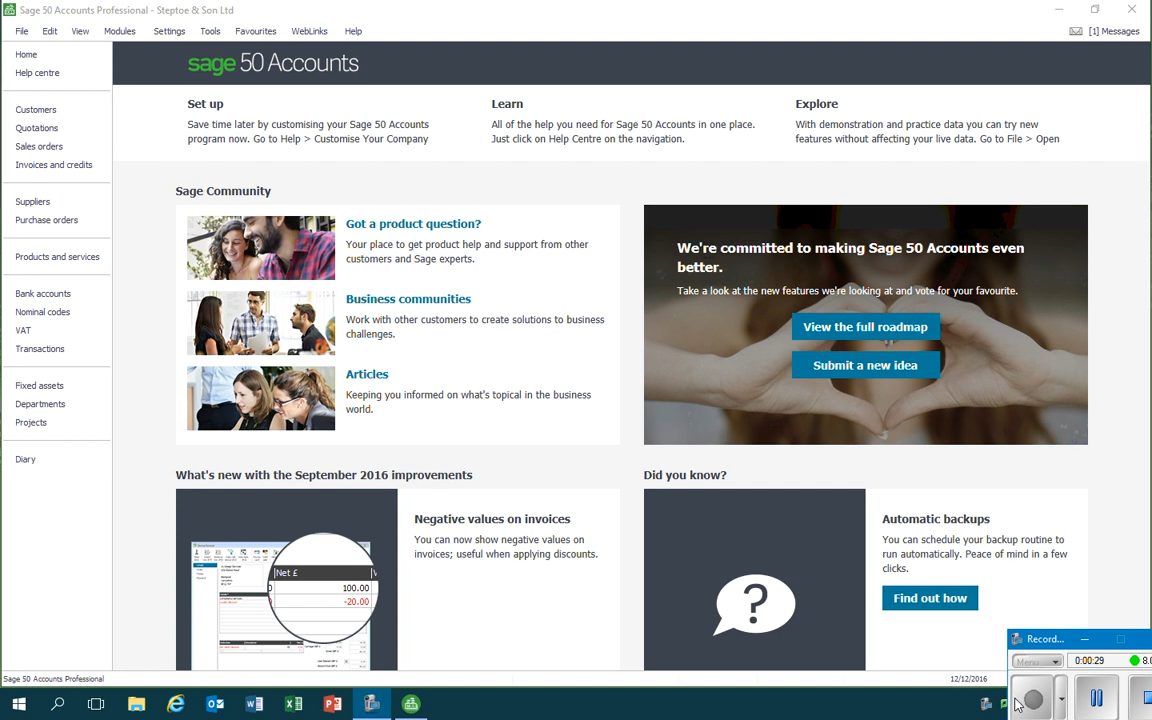 Sage 50 Accounts Professional - Steptoe & Son Ltd
File Edit View Modules Settings Tools Favourites WebLinks Help [1] Messages
Home
Help centre
Customers
Quotations
Sales orders
Invoices and credits
Suppliers
Purchase orders
Products and services
Bank accounts
Nominal codes
VAT
Transactions
Fixed assets
Departments
Projects
Diary
sage 50 Accounts
Set up
Save time later by customising your Sage 50 Accounts
program now. Go to Help > Customise Your Company
Learn
All of the help you need for Sage 50 Accounts in one place.
Just click on Help Centre on the navigation.
Explore
With demonstration and practice data you can try new
features without affecting your live data. Go to File > Open
Sage Community
Got a product question?
Your place to get product help and support from other
customers and Sage experts.
Business communities
Work with other customers to create solutions to business
challenges.
Articles
Keeping you informed on what's topical in the business
world.
We're committed to making Sage 50 Accounts even
better.
Take a look at the new features we're looking at and vote for your favourite.
View the full roadmap
Submit a new idea
What's new with the September 2016 improvements
Net £
100.00
-20.00
Negative values on invoices
You can now show negative values on
invoices; useful when applying discounts.
Did you know?
?
Automatic backups
You can schedule your backup routine to
run automatically. Peace of mind in a few
clicks.
Find out how
Record...
Menu 0:00:29 8.0
Sage 50 Accounts Professional 12/12/2016